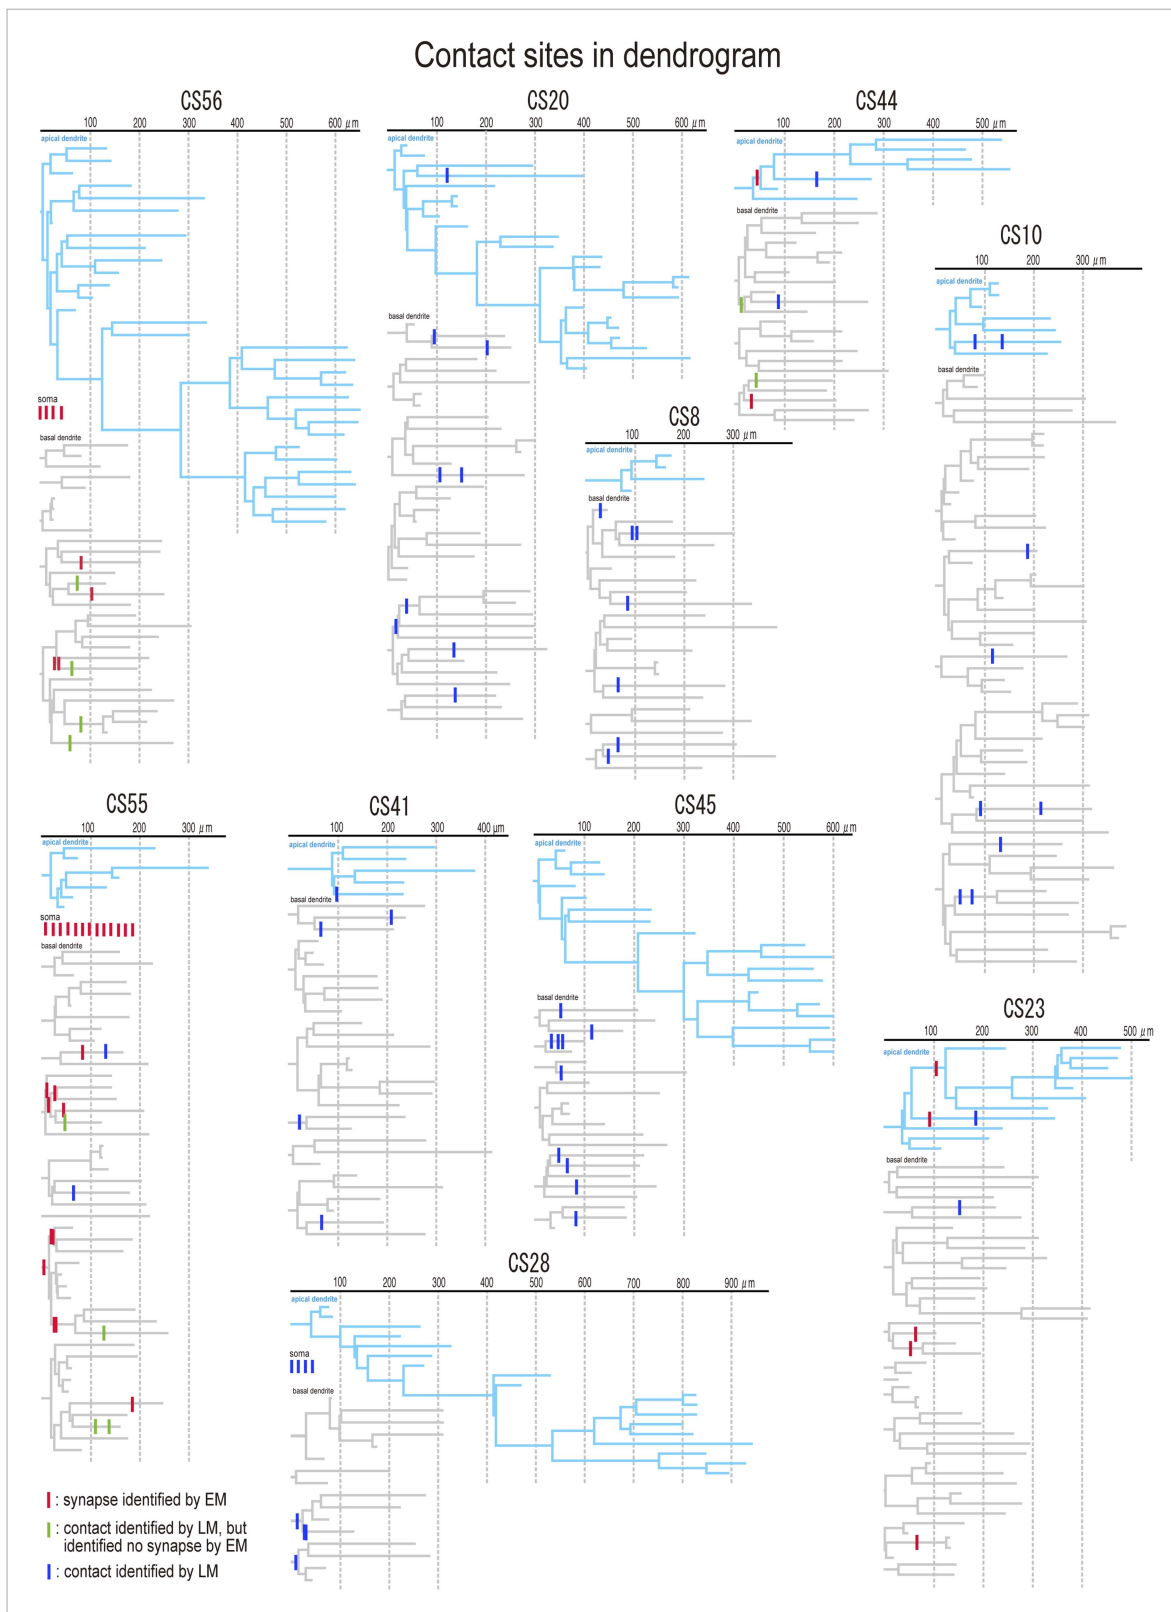 Contact sites in dendrogram
CS56
100 200 300 400 500 600 μm
apical dendrite
soma
basal dendrite
CS20
100 200 300 400 500 600 μm
apical dendrite
basal dendrite
CS44
100 200 300 400 500 μm
apical dendrite
basal dendrite
CS10
100 200 300 μm
apical dendrite
basal dendrite
CS8
100 200 300 μm
apical dendrite
basal dendrite
CS55
100 200 300 μm
apical dendrite
soma
basal dendrite
CS41
100 200 300 400 μm
apical dendrite
basal dendrite
CS45
100 200 300 400 500 600 μm
apical dendrite
basal dendrite
CS23
100 200 300 400 500 μm
apical dendrite
basal dendrite
CS28
100 200 300 400 500 600 700 800 900 μm
apical dendrite
soma
basal dendrite
: synapse identified by EM
: contact identified by LM, but
identified no synapse by EM
: contact identified by LM